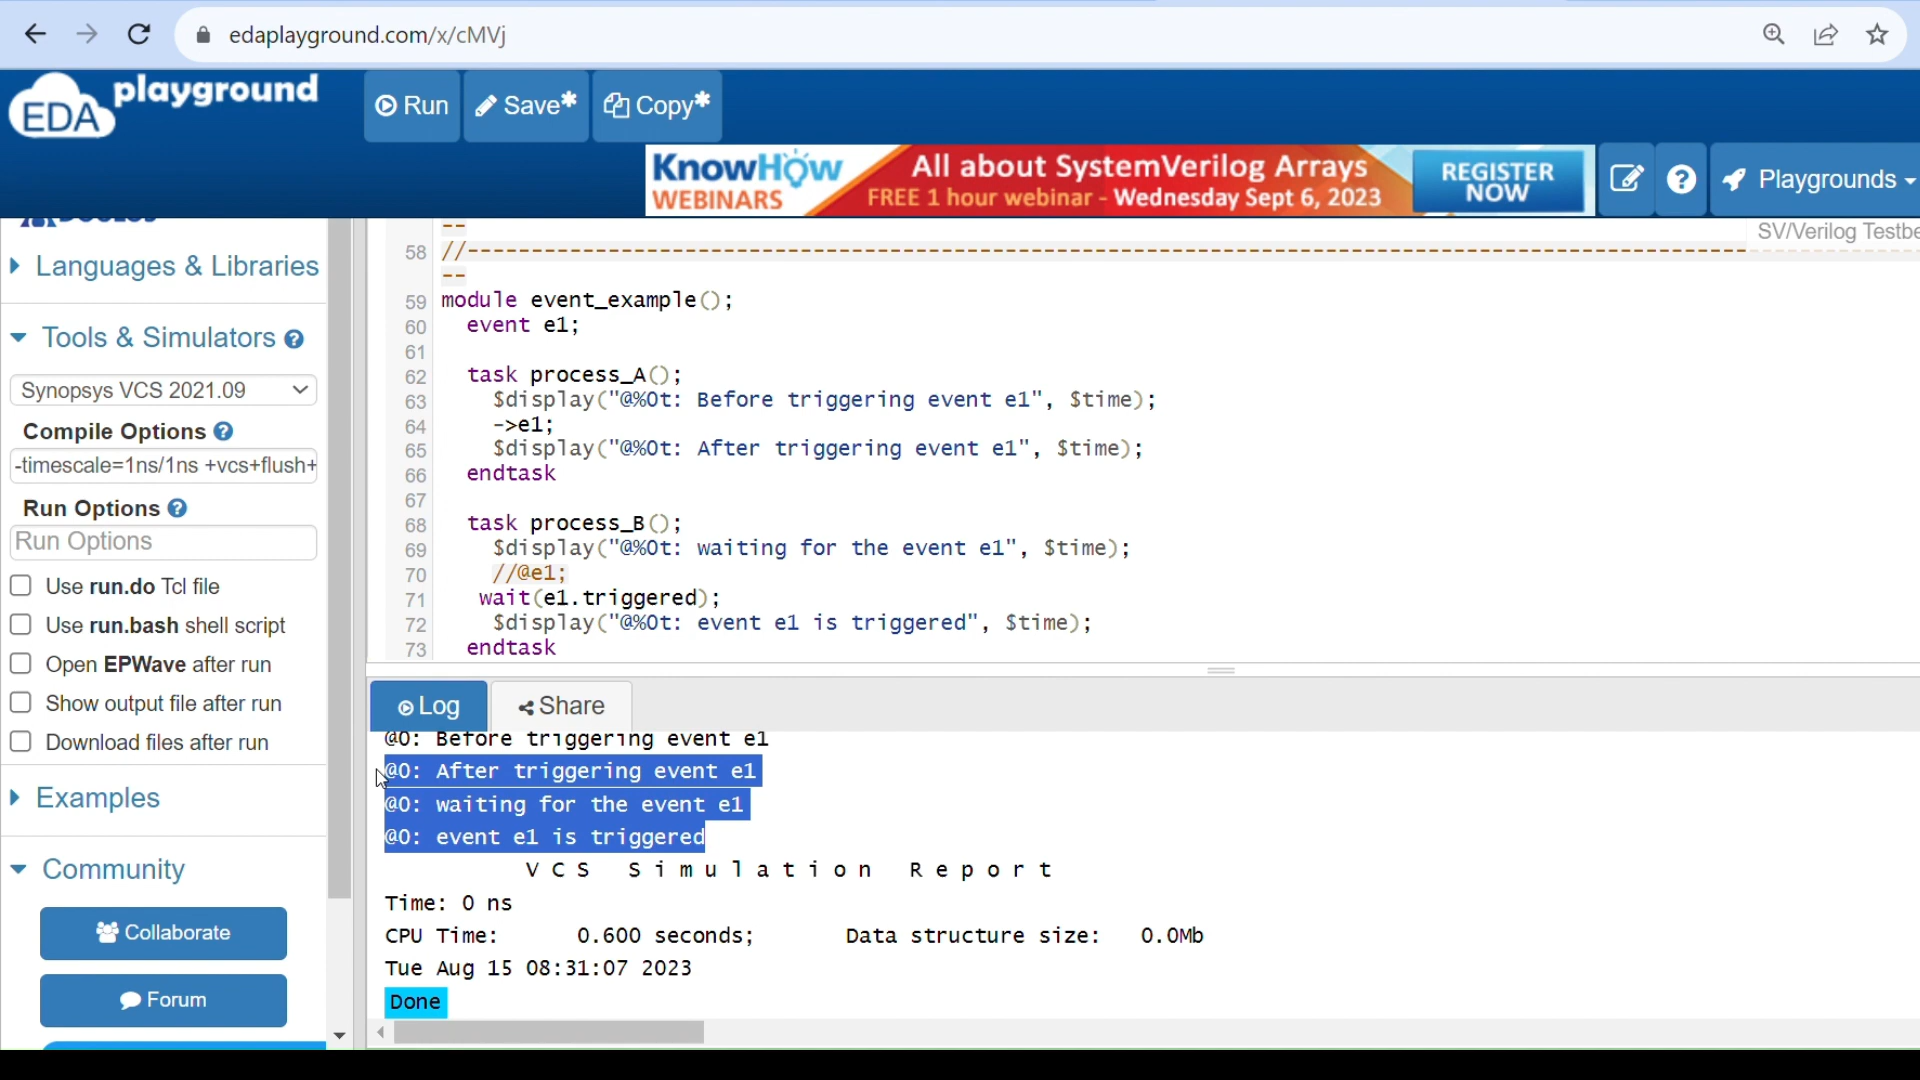 edaplayground.com/x/cMVj
EDA playground
Run
Save*
Copy*
KnowHow
WEBINARS
All about SystemVerilog Arrays
FREE 1 hour webinar - Wednesday Sept 6, 2023
REGISTER
NOW
Playgrounds
Languages & Libraries
Tools & Simulators
Synopsys VCS 2021.09
Compile Options
-timescale=1ns/1ns +vcs+flush+
Run Options
Run Options
Use run.do Tcl file
Use run.bash shell script
Open EPWave after run
Show output file after run
Download files after run
Examples
Community
Collaborate
Forum
SV/Verilog Testbe
--
58 //----------------------------------------------------------------------------------------------------
--
59 module event_example();
60 event e1;
61
62 task process_A();
63 $display("@%0t: Before triggering event e1", $time);
64 ->e1;
65 $display("@%0t: After triggering event e1", $time);
66 endtask
67
68 task process_B();
69 $display("@%0t: waiting for the event e1", $time);
70 //@e1;
71 wait(e1.triggered);
72 $display("@%0t: event e1 is triggered", $time);
73 endtask
Log
Share
@0: Before triggering event e1
@0: After triggering event e1
@0: waiting for the event e1
@0: event e1 is triggered
V C S   S i m u l a t i o n   R e p o r t
Time: 0 ns
CPU Time:      0.600 seconds;       Data structure size:   0.0Mb
Tue Aug 15 08:31:07 2023
Done